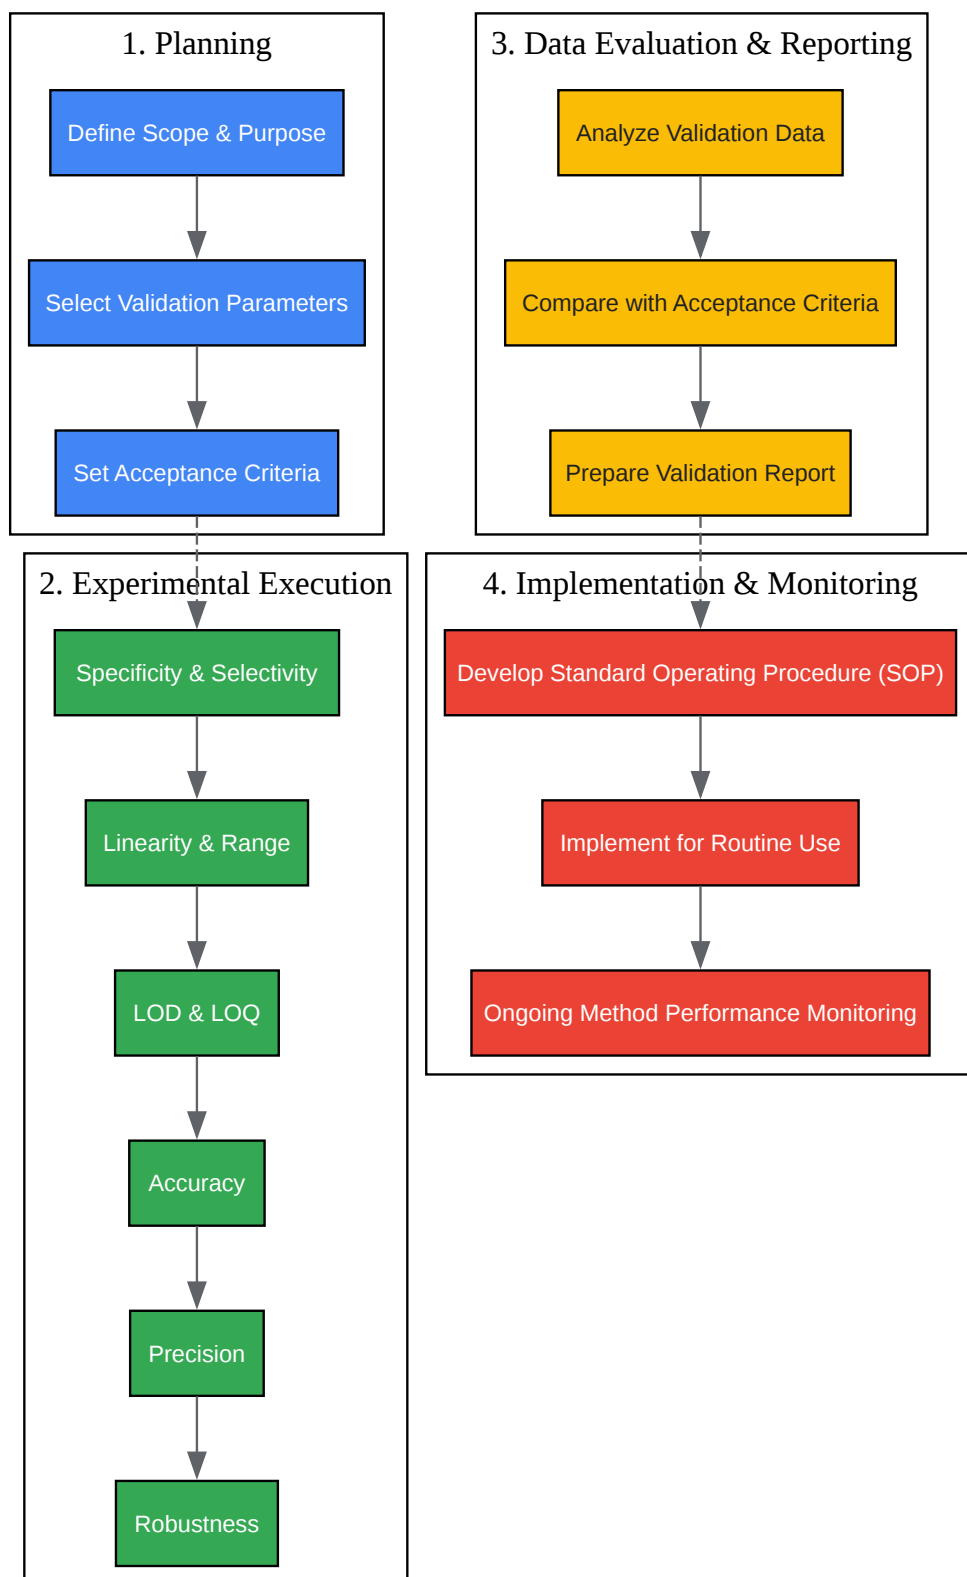 1. Planning
Define Scope & Purpose
Select Validation Parameters
Set Acceptance Criteria
2. Experimental Execution
Specificity & Selectivity
Linearity & Range
LOD & LOQ
Accuracy
Precision
Robustness
3. Data Evaluation & Reporting
Analyze Validation Data
Compare with Acceptance Criteria
Prepare Validation Report
4. Implementation & Monitoring
Develop Standard Operating Procedure (SOP)
Implement for Routine Use
Ongoing Method Performance Monitoring